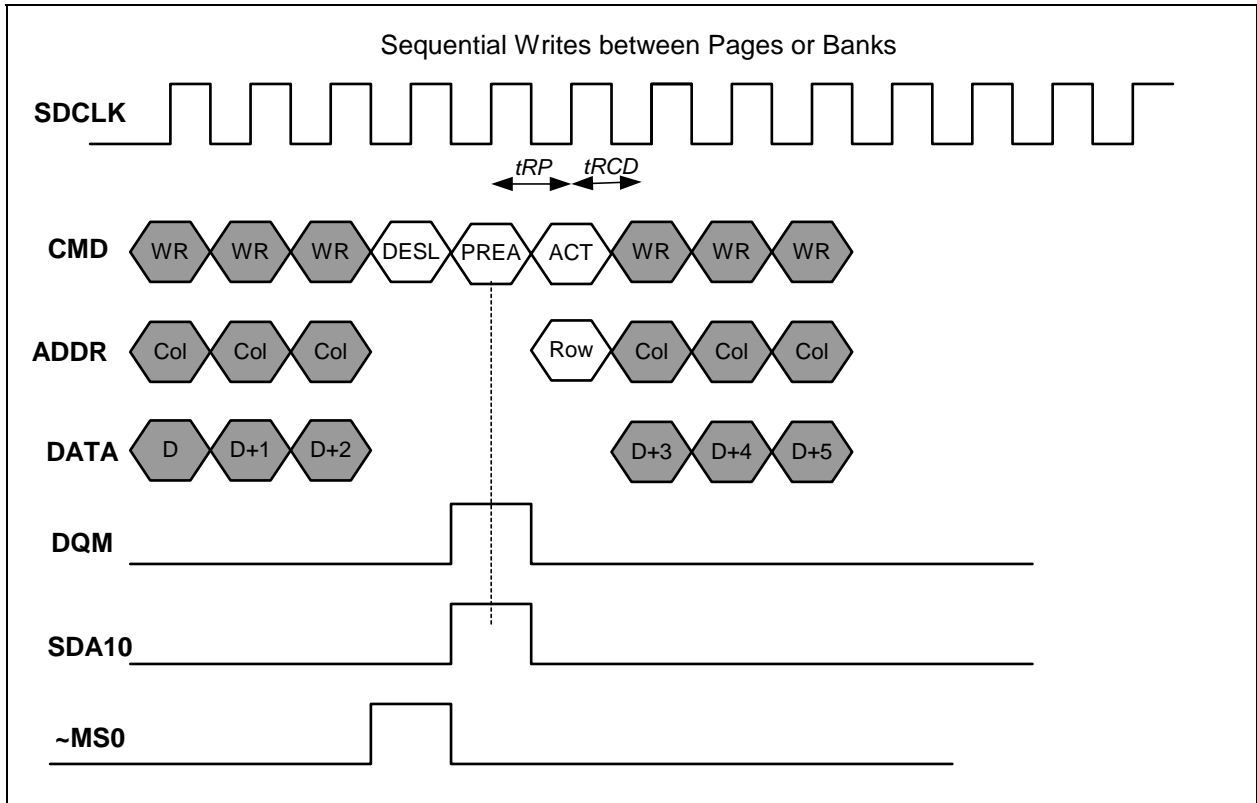 Sequential Writes between Pages or Banks
SDCLK
tRP tRCD
CMD WR WR WR DESL PREA ACT WR WR WR
ADDR Col Col Col Row Col Col Col
DATA D D+1 D+2 D+3 D+4 D+5
DQM
SDA10
~MS0